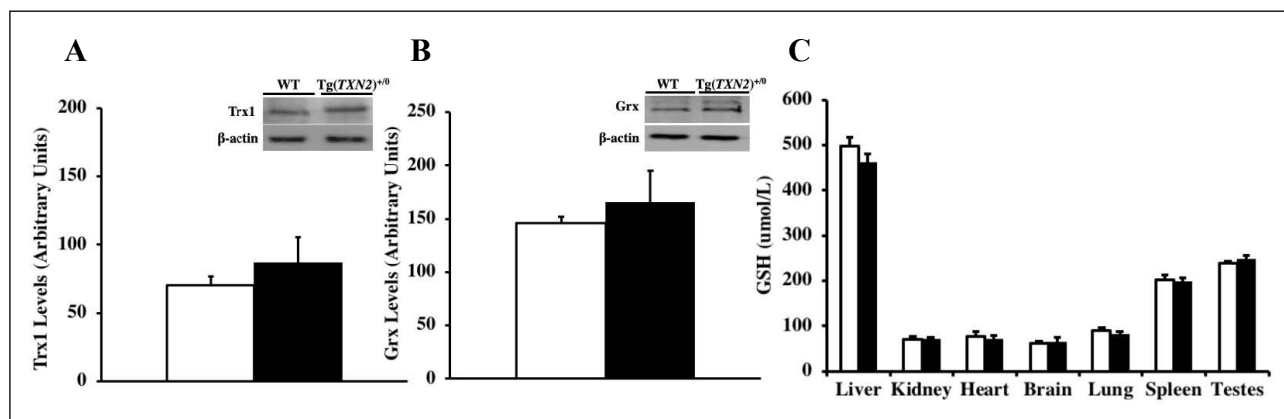 A
WT Tg(TXN2)+/0
Trx1
β-actin
Trx1 Levels (Arbitrary Units)
200
150
100
50
0
B
WT Tg(TXN2)+/0
Grx
β-actin
Grx Levels (Arbitrary Units)
250
200
150
100
50
0
C
GSH (umol/L)
600
500
400
300
200
100
0
Liver Kidney Heart Brain Lung Spleen Testes